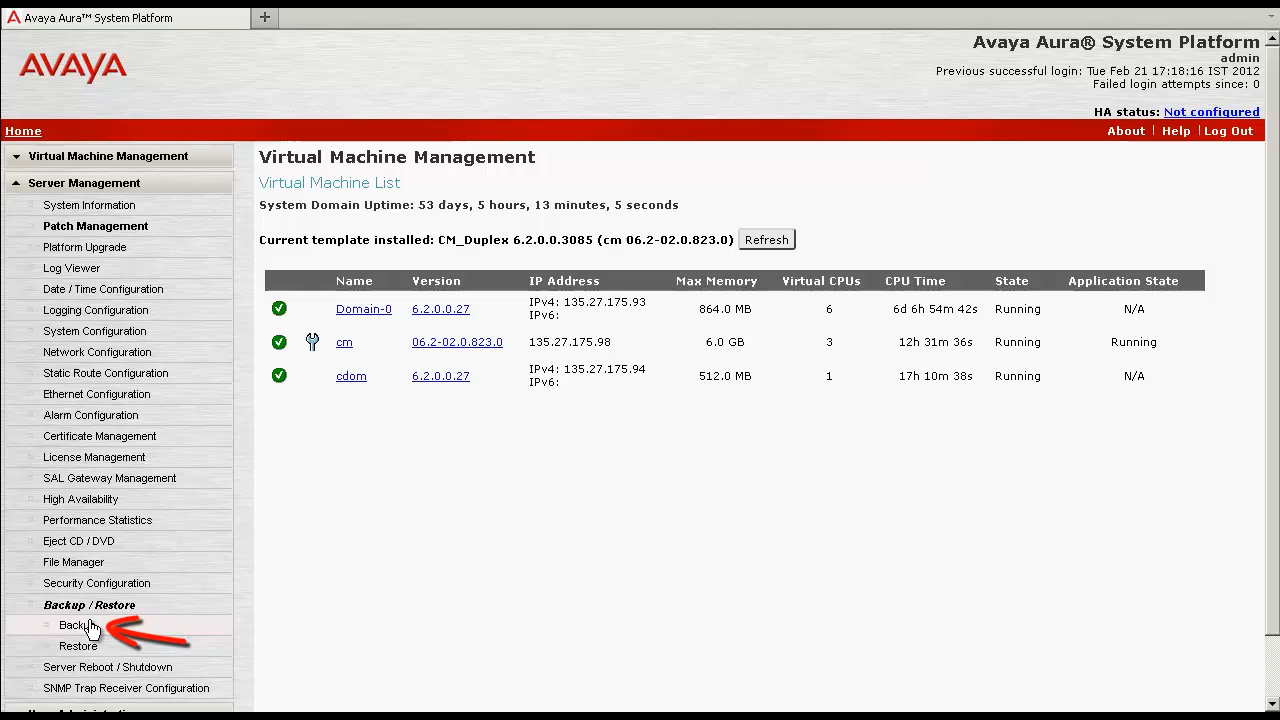 Avaya Aura™ System Platform
AVAYA
Avaya Aura® System Platform
admin
Previous successful login: Tue Feb 21 17:18:16 IST 2012
Failed login attempts since: 0
HA status: Not configured
Home
About | Help | Log Out
Virtual Machine Management
Server Management
System Information
Patch Management
Platform Upgrade
Log Viewer
Date / Time Configuration
Logging Configuration
System Configuration
Network Configuration
Static Route Configuration
Ethernet Configuration
Alarm Configuration
Certificate Management
License Management
SAL Gateway Management
High Availability
Performance Statistics
Eject CD / DVD
File Manager
Security Configuration
Backup / Restore
Backup
Restore
Server Reboot / Shutdown
SNMP Trap Receiver Configuration
Virtual Machine Management
Virtual Machine List
System Domain Uptime: 53 days, 5 hours, 13 minutes, 5 seconds
Current template installed: CM_Duplex 6.2.0.0.3085 (cm 06.2-02.0.823.0) Refresh
Name Version IP Address Max Memory Virtual CPUs CPU Time State Application State
Domain-0 6.2.0.0.27 IPv4: 135.27.175.93 864.0 MB 6 6d 6h 54m 42s Running N/A
IPv6:
cm 06.2-02.0.823.0 135.27.175.98 6.0 GB 3 12h 31m 36s Running Running
cdom 6.2.0.0.27 IPv4: 135.27.175.94 512.0 MB 1 17h 10m 38s Running N/A
IPv6: